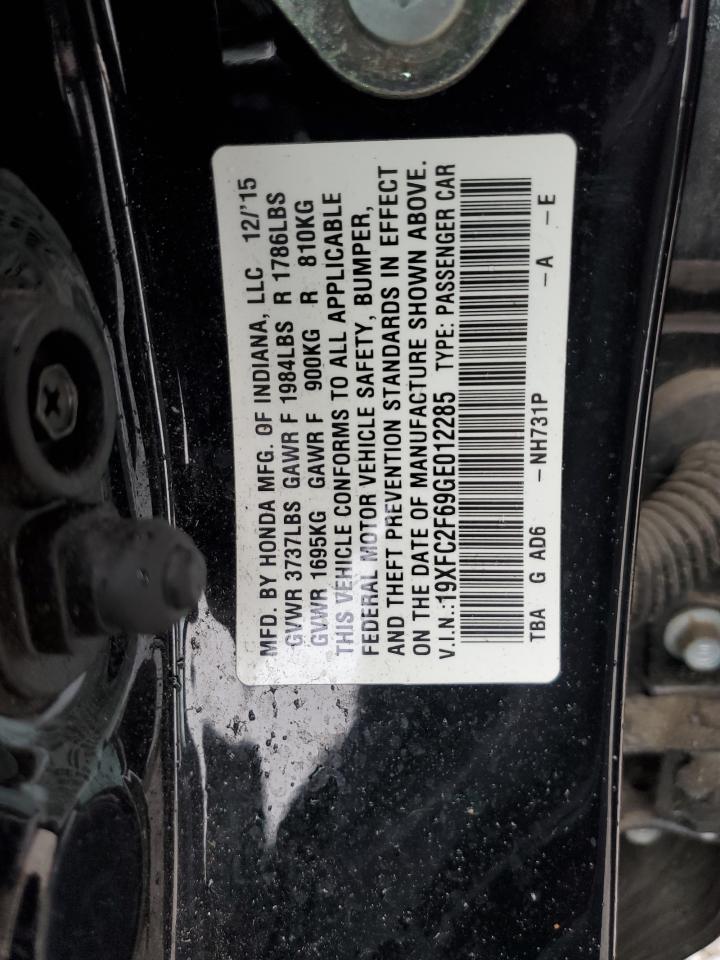 MFD. BY HONDA MFG. OF INDIANA, LLC 12/'15
GVWR 3737LBS GAWR F 1984LBS R 1786LBS
GVWR 1695KG GAWR F 900KG R 810KG
THIS VEHICLE CONFORMS TO ALL APPLICABLE
FEDERAL MOTOR VEHICLE SAFETY, BUMPER,
AND THEFT PREVENTION STANDARDS IN EFFECT
ON THE DATE OF MANUFACTURE SHOWN ABOVE.
V.I.N.:19XFC2F69GE012285 TYPE: PASSENGER CAR
TBA G AD6 -NH731P -A -E